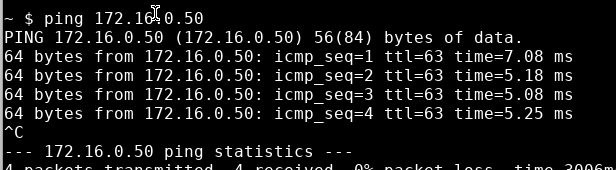 ~ $ ping 172.16.0.50
PING 172.16.0.50 (172.16.0.50) 56(84) bytes of data.
64 bytes from 172.16.0.50: icmp_seq=1 ttl=63 time=7.08 ms
64 bytes from 172.16.0.50: icmp_seq=2 ttl=63 time=5.18 ms
64 bytes from 172.16.0.50: icmp_seq=3 ttl=63 time=5.08 ms
64 bytes from 172.16.0.50: icmp_seq=4 ttl=63 time=5.25 ms
^C
--- 172.16.0.50 ping statistics ---
4 packets transmitted, 4 received, 0% packet loss, time 3006m